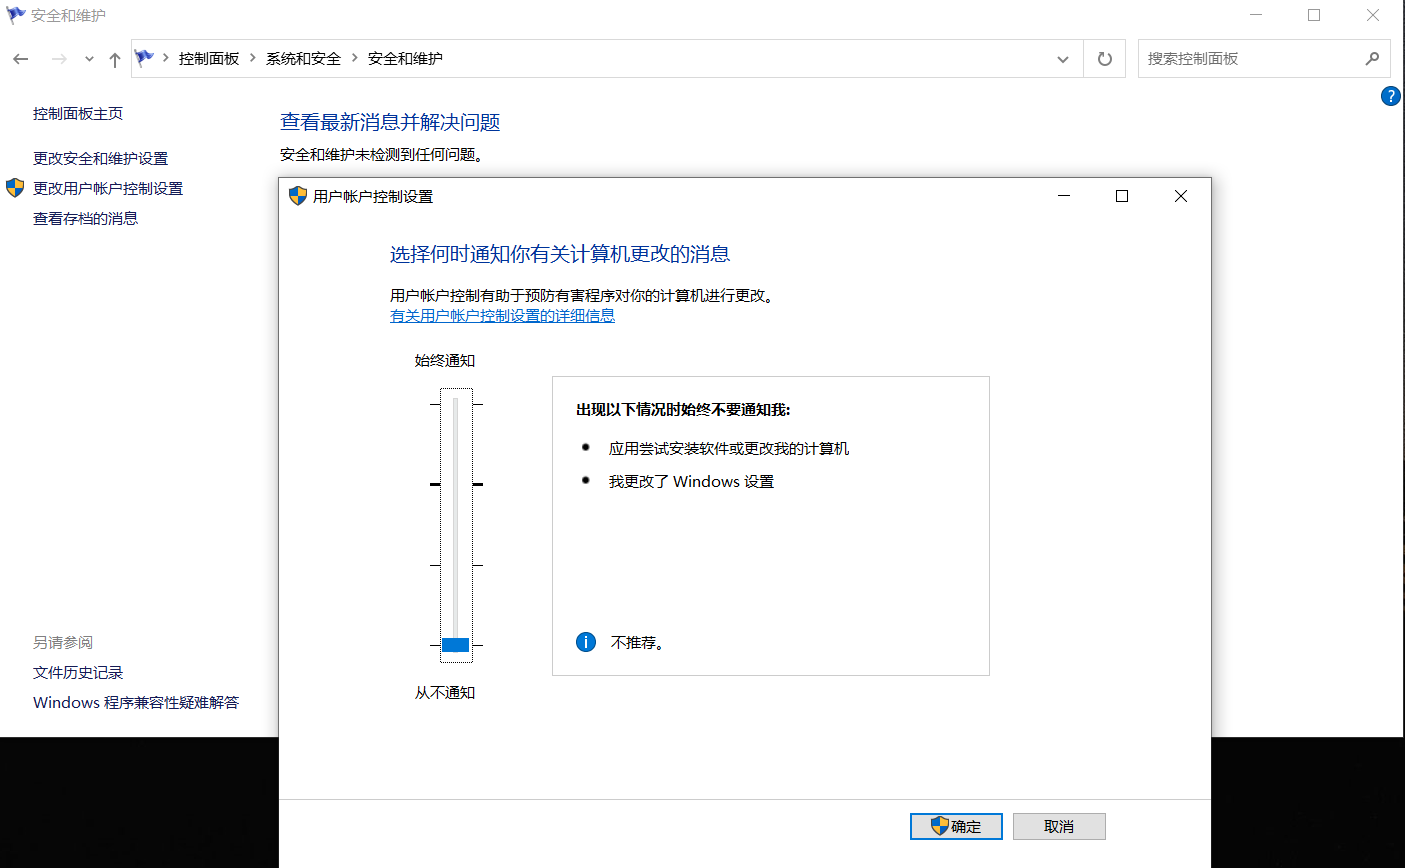 安全和维护
控制面板 系统和安全 安全和维护
搜索控制面板
控制面板主页
更改安全和维护设置
更改用户帐户控制设置
查看存档的消息
查看最新消息并解决问题
安全和维护未检测到任何问题。
用户帐户控制设置
选择何时通知你有关计算机更改的消息
用户帐户控制有助于预防有害程序对你的计算机进行更改。
有关用户帐户控制设置的详细信息
始终通知
出现以下情况时始终不要通知我:
应用尝试安装软件或更改我的计算机
我更改了 Windows 设置
不推荐。
从不通知
确定
取消
另请参阅
文件历史记录
Windows 程序兼容性疑难解答